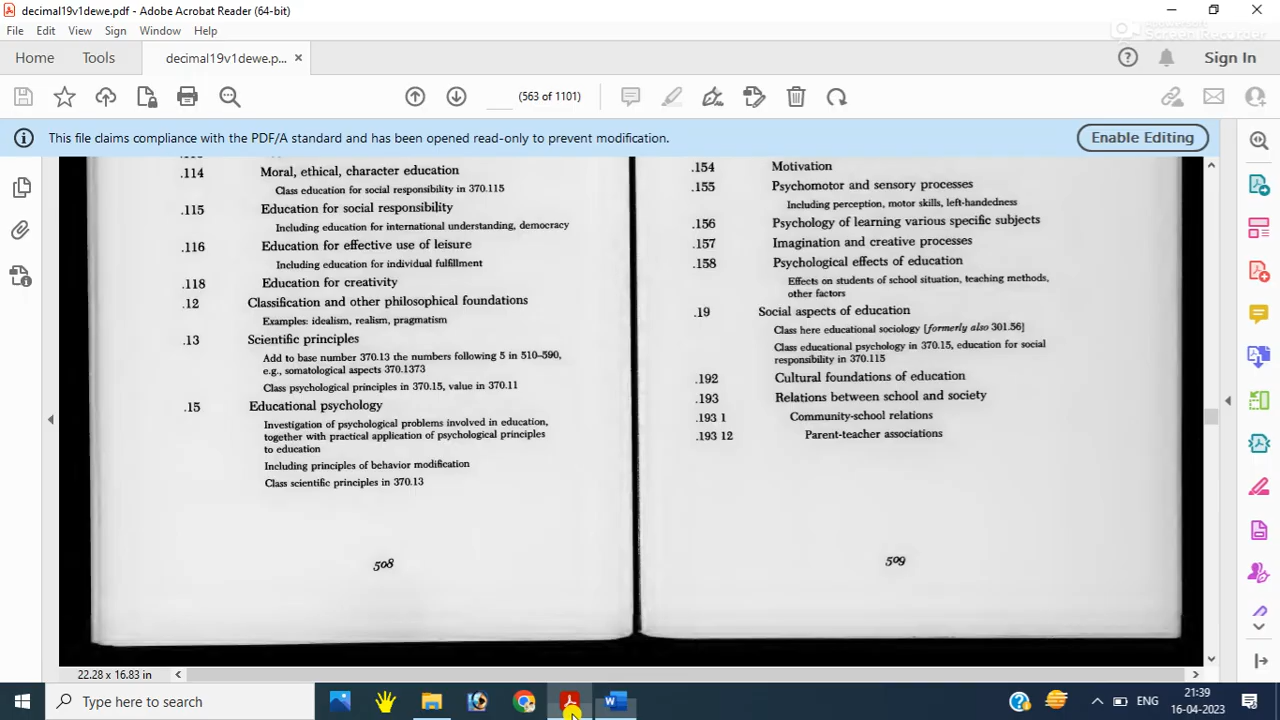 decimal19v1dewe.pdf - Adobe Acrobat Reader (64-bit)
File Edit View Sign Window Help
Home Tools decimal19v1dewe.p... × Sign In
(563 of 1101)
This file claims compliance with the PDF/A standard and has been opened read-only to prevent modification. Enable Editing
.114 Moral, ethical, character education
Class education for social responsibility in 370.115
.115 Education for social responsibility
Including education for international understanding, democracy
.116 Education for effective use of leisure
Including education for individual fulfillment
.118 Education for creativity
.12 Classification and other philosophical foundations
Examples: idealism, realism, pragmatism
.13 Scientific principles
Add to base number 370.13 the numbers following 5 in 510–590,
e.g., somatological aspects 370.1373
Class psychological principles in 370.15, value in 370.11
.15 Educational psychology
Investigation of psychological problems involved in education,
together with practical application of psychological principles
to education
Including principles of behavior modification
Class scientific principles in 370.13
508
.154 Motivation
.155 Psychomotor and sensory processes
Including perception, motor skills, left-handedness
.156 Psychology of learning various specific subjects
.157 Imagination and creative processes
.158 Psychological effects of education
Effects on students of school situation, teaching methods,
other factors
.19 Social aspects of education
Class here educational sociology [formerly also 301.56]
Class educational psychology in 370.15, education for social
responsibility in 370.115
.192 Cultural foundations of education
.193 Relations between school and society
.193 1 Community-school relations
.193 12 Parent-teacher associations
509
22.28 x 16.83 in
Type here to search
ENG
21:39
16-04-2023